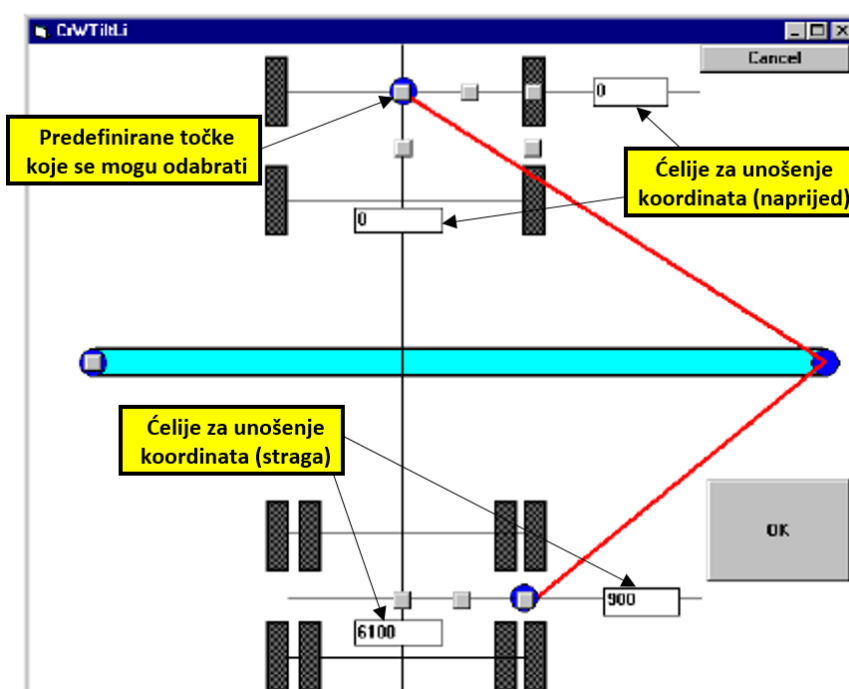 CrWTiltLi
Cancel
0
Predefinirane točke
koje se mogu odabrati
Ćelije za unošenje
koordinata (naprijed)
0
Ćelije za unošenje
koordinata (straga)
OK
900
6100